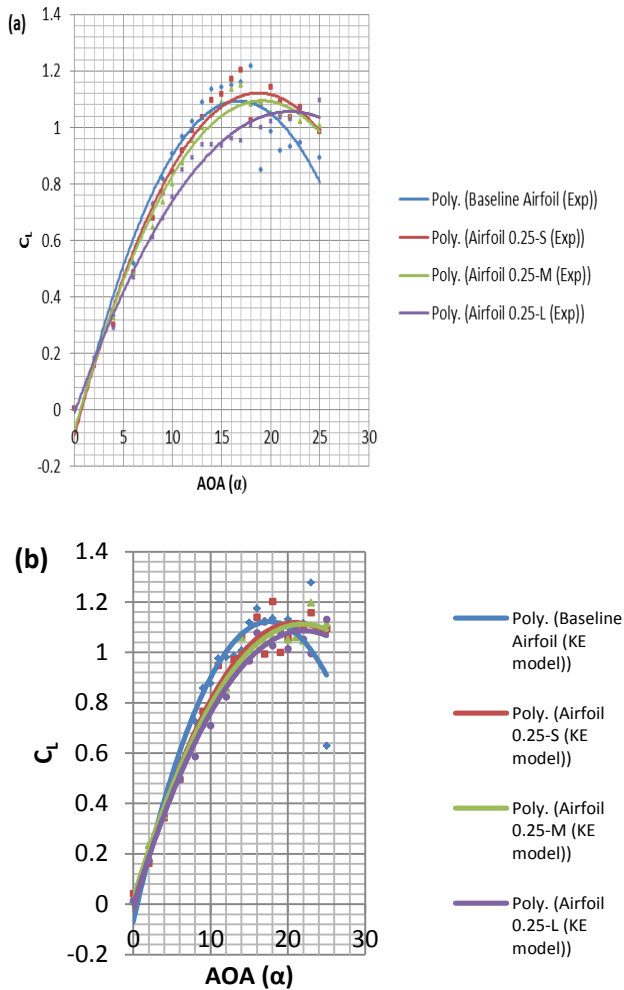 (a)
1.4
1.2
1
0.8
0.6
0.4
0.2
0
-0.2
0 5 10 15 20 25 30
CL
AOA (α)
Poly. (Baseline Airfoil (Exp))
Poly. (Airfoil 0.25-S (Exp))
Poly. (Airfoil 0.25-M (Exp))
Poly. (Airfoil 0.25-L (Exp))
(b)
1.4
1.2
1
0.8
0.6
0.4
0.2
0
-0.2
0 10 20 30
CL
AOA (α)
Poly. (Baseline
Airfoil (KE
model))
Poly. (Airfoil
0.25-S (KE
model))
Poly. (Airfoil
0.25-M (KE
model))
Poly. (Airfoil
0.25-L (KE
model))